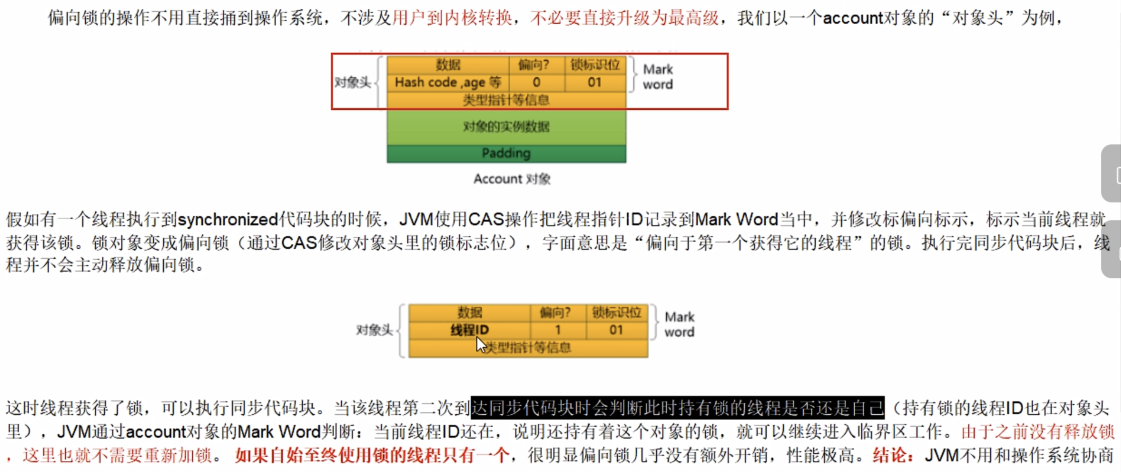 偏向锁的操作不用直接捅到操作系统，不涉及用户到内核转换，不必要直接升级为最高级，我们以一个account对象的“对象头”为例，
数据 偏向? 锁标识位
对象头 Hash code ,age 等 0 01 Mark word
类型指针等信息
对象的实例数据
Padding
Account 对象
假如有一个线程执行到synchronized代码块的时候，JVM使用CAS操作把线程指针ID记录到Mark Word当中，并修改标偏向标示，标示当前线程就
获得该锁。锁对象变成偏向锁（通过CAS修改对象头里的锁标志位），字面意思是“偏向于第一个获得它的线程”的锁。执行完同步代码块后，线
程并不会主动释放偏向锁。
数据 偏向? 锁标识位
对象头 线程ID 1 01 Mark word
类型指针等信息
这时线程获得了锁，可以执行同步代码块。当该线程第二次到达同步代码块时会判断此时持有锁的线程是否还是自己（持有锁的线程ID也在对象头
里），JVM通过account对象的Mark Word判断：当前线程ID还在，说明还持有着这个对象的锁，就可以继续进入临界区工作。由于之前没有释放锁
，这里也就不需要重新加锁。 如果自始至终使用锁的线程只有一个，很明显偏向锁几乎没有额外开销，性能极高。结论：JVM不用和操作系统协商